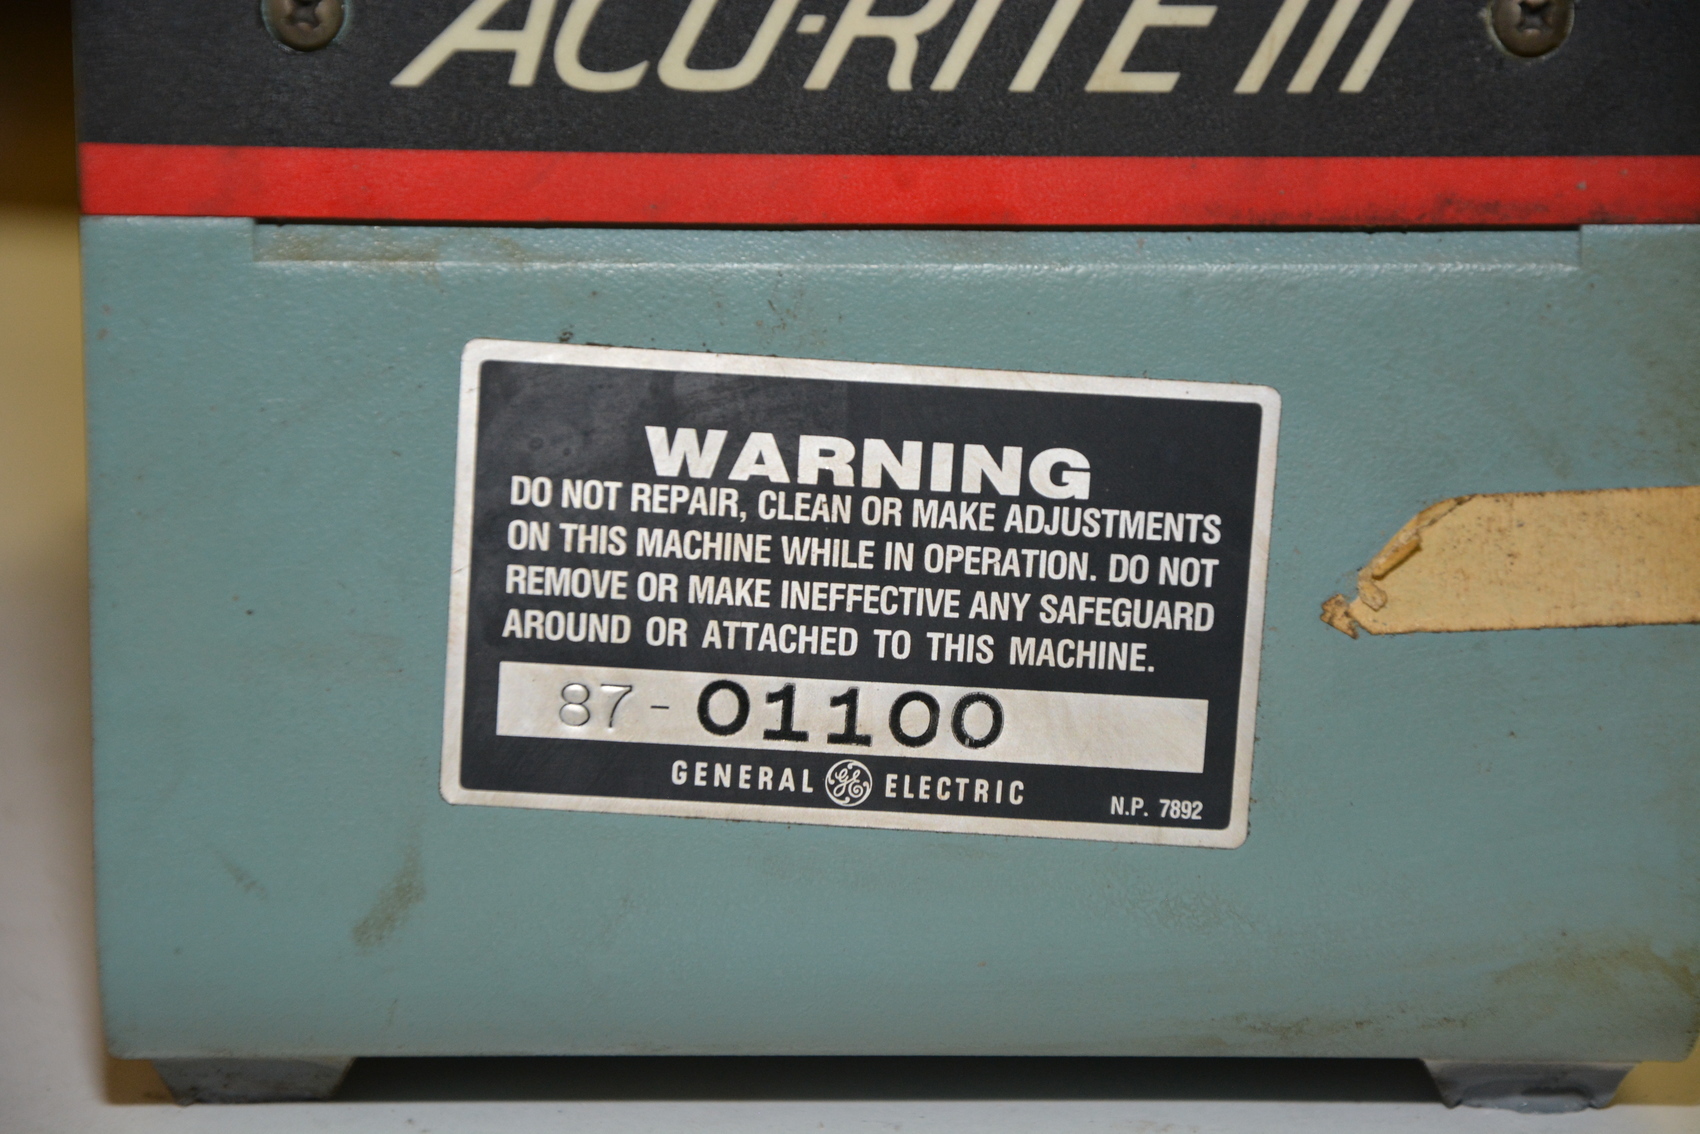 ACU-RITE III
WARNING
DO NOT REPAIR, CLEAN OR MAKE ADJUSTMENTS
ON THIS MACHINE WHILE IN OPERATION. DO NOT
REMOVE OR MAKE INEFFECTIVE ANY SAFEGUARD
AROUND OR ATTACHED TO THIS MACHINE.
87-01100
GENERAL GE ELECTRIC
N.P. 7892